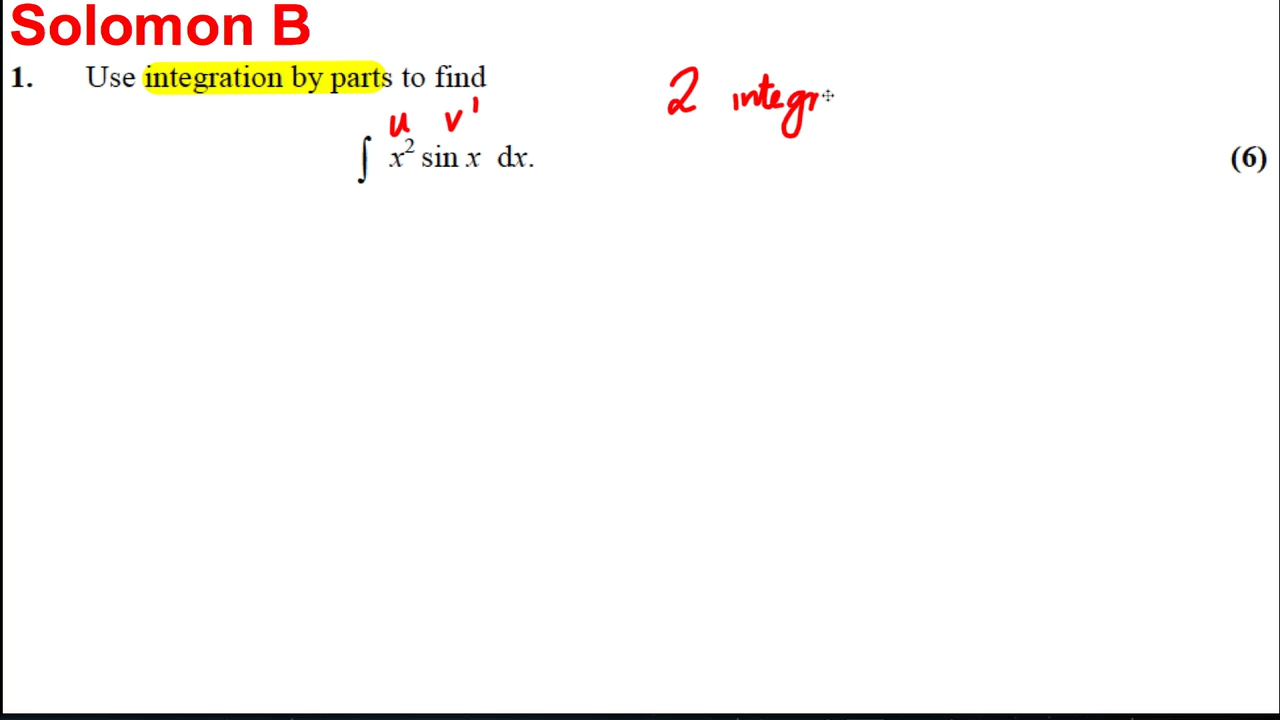 Solomon B
1. Use integration by parts to find
2 integr
u v'
∫ x² sin x dx.
(6)